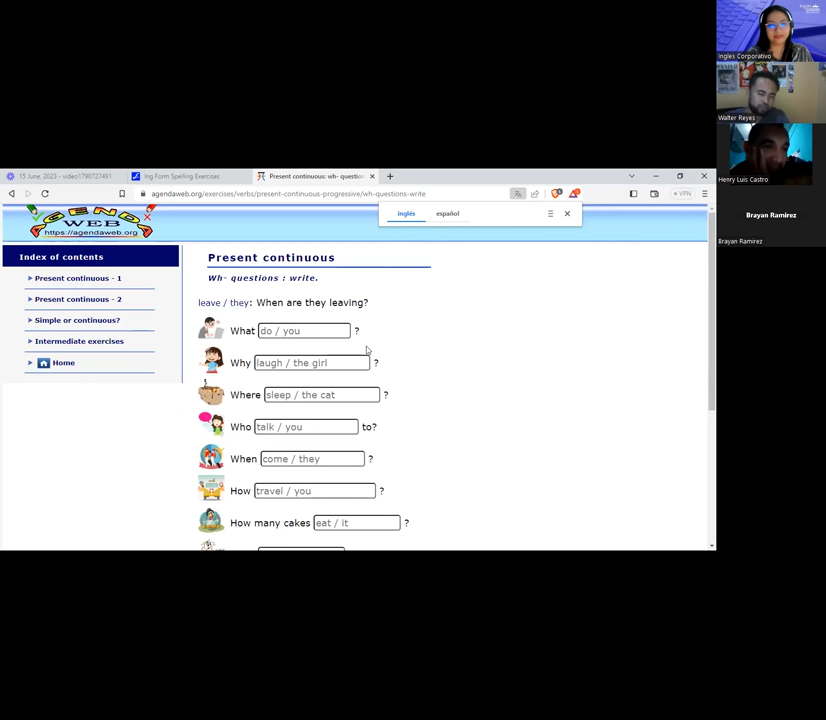 Ingles Corporativo
Walter Reyes
Henry Luis Castro
Brayan Ramirez
Brayan Ramirez
15 June, 2023 - video1790727491
Ing Form Spelling Exercises
Present continuous: wh- question
agendaweb.org/exercises/verbs/present-continuous-progressive/wh-questions-write
VPN
inglés español
AGENDA
WEB
https://agendaweb.org
Index of contents
Present continuous - 1
Present continuous - 2
Simple or continuous?
Intermediate exercises
Home
Present continuous
Wh- questions : write.
leave / they: When are they leaving?
What do / you ?
Why laugh / the girl ?
Where sleep / the cat ?
Who talk / you to?
When come / they ?
How travel / you ?
How many cakes eat / it ?